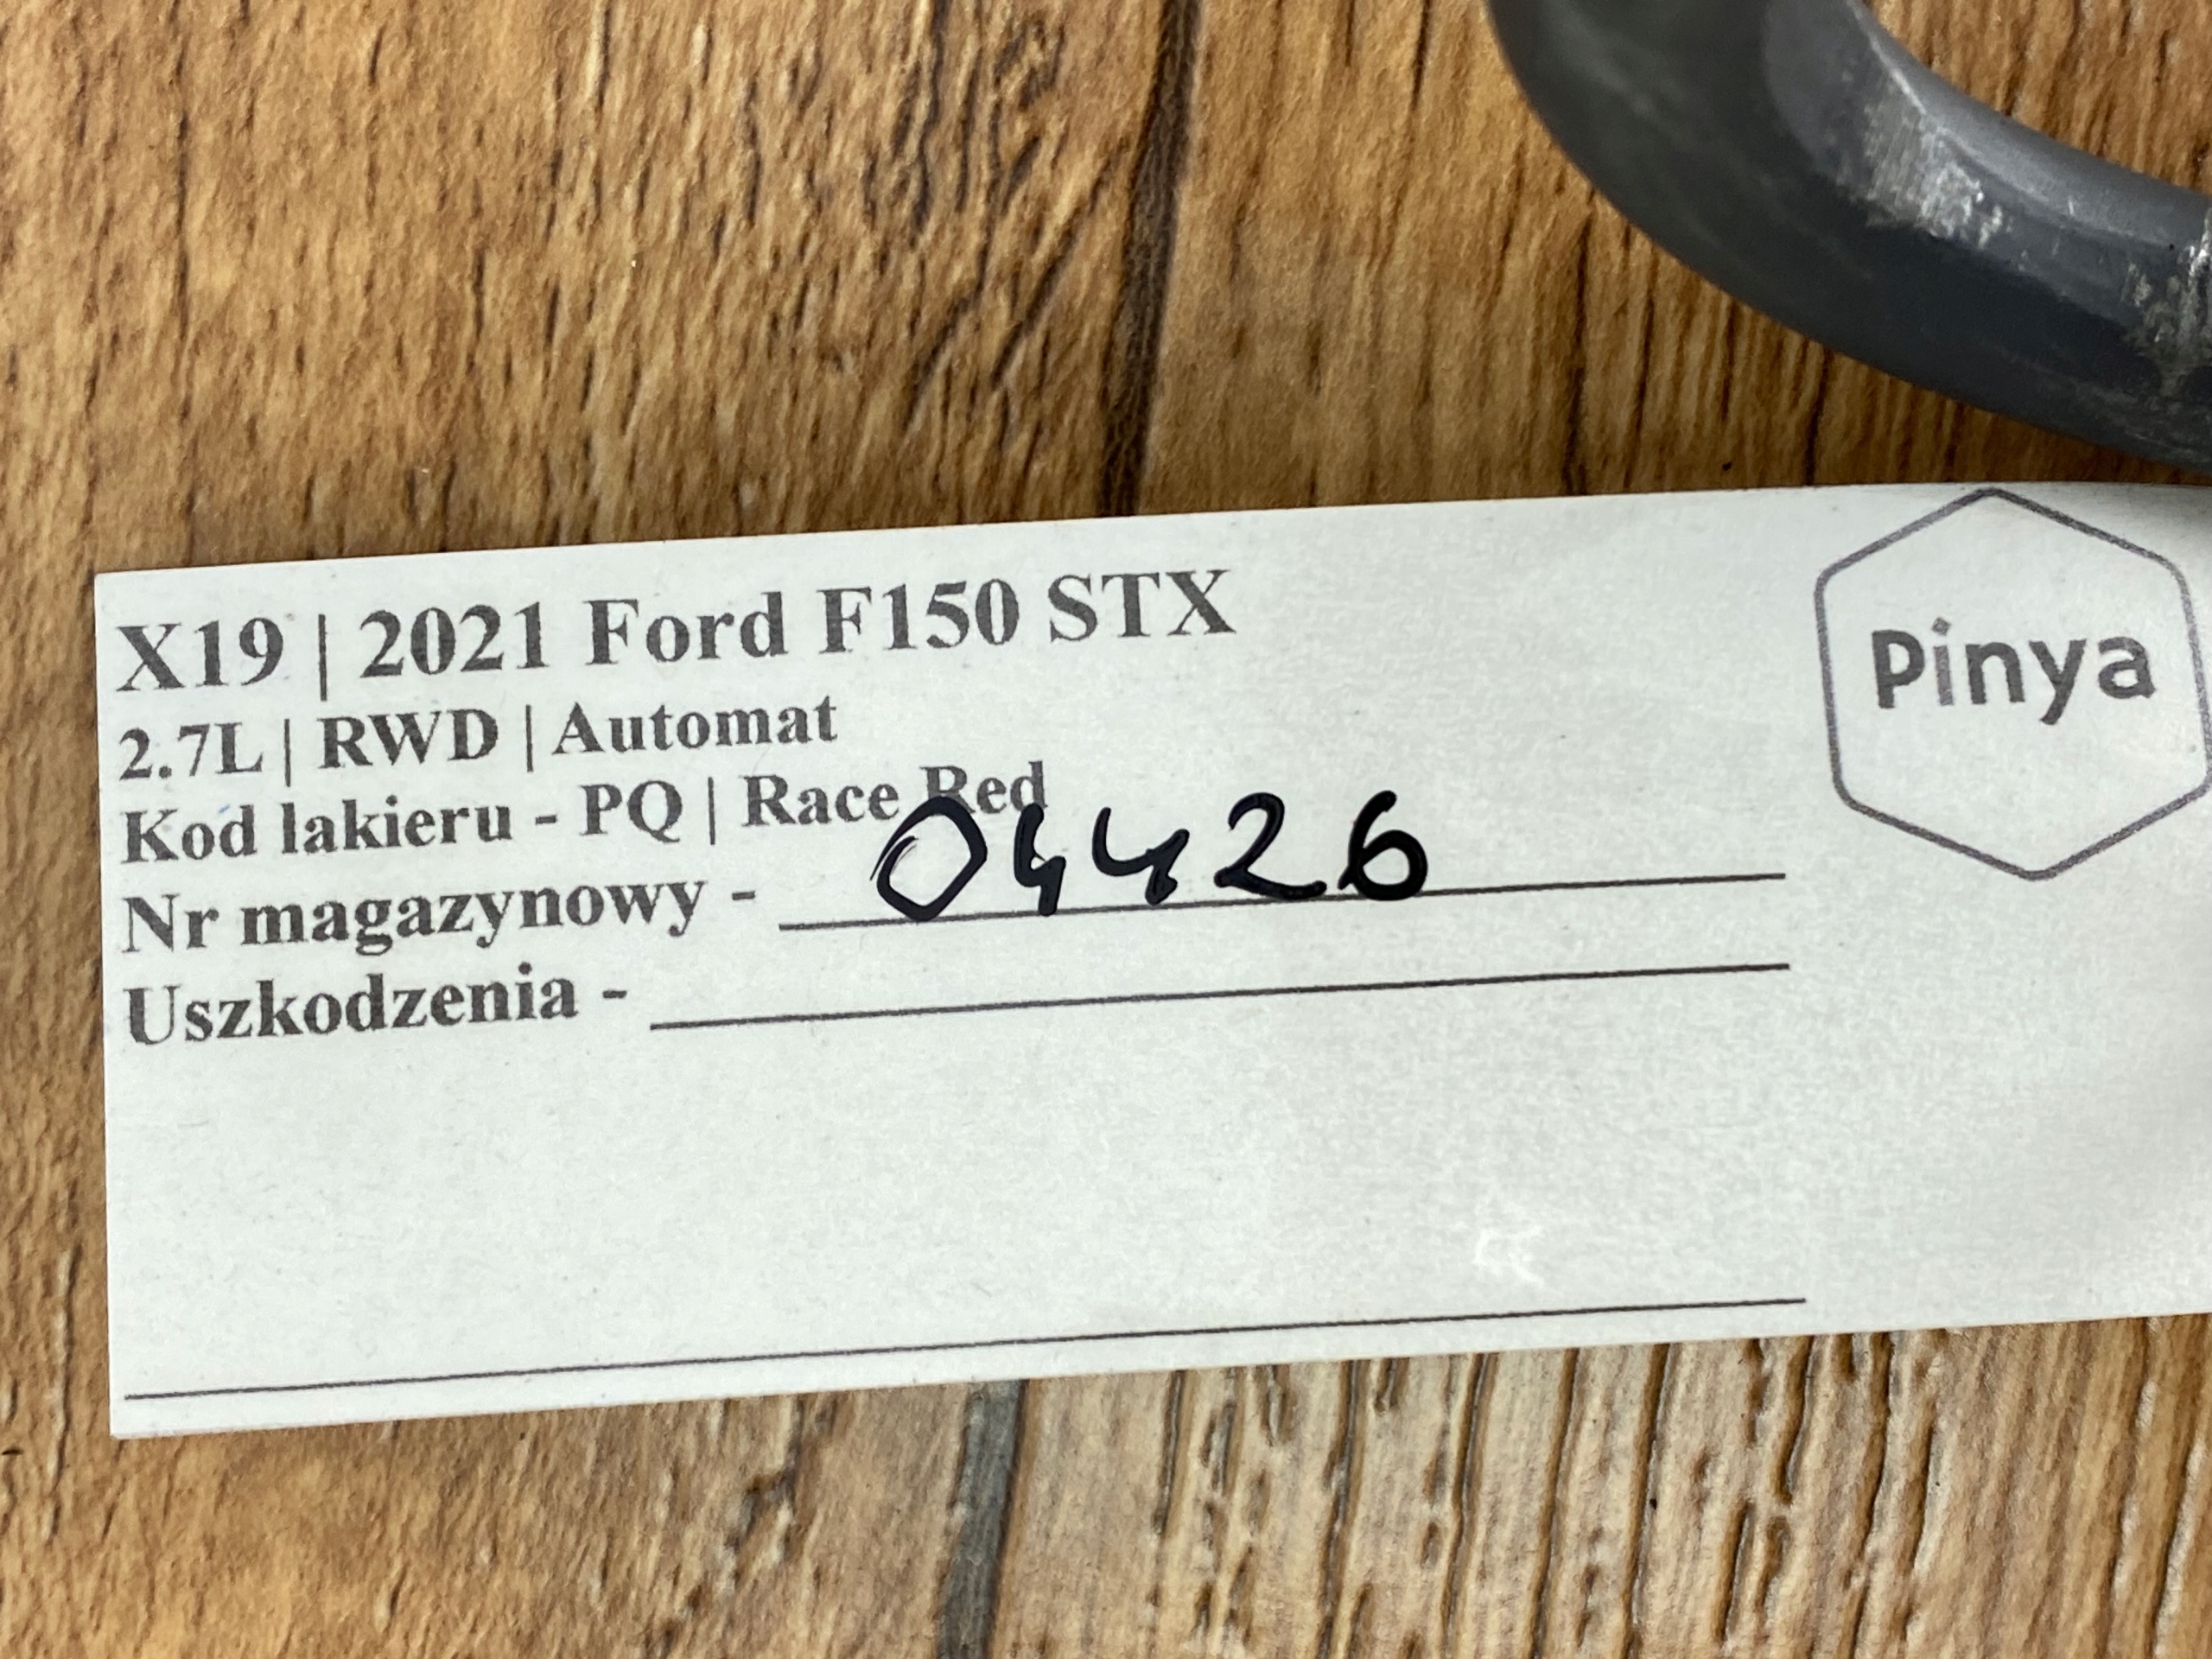 X19 | 2021 Ford F150 STX
2.7L | RWD | Automat
Kod lakieru - PQ | Race Red
Nr magazynowy - 04426
Uszkodzenia -
Pinya